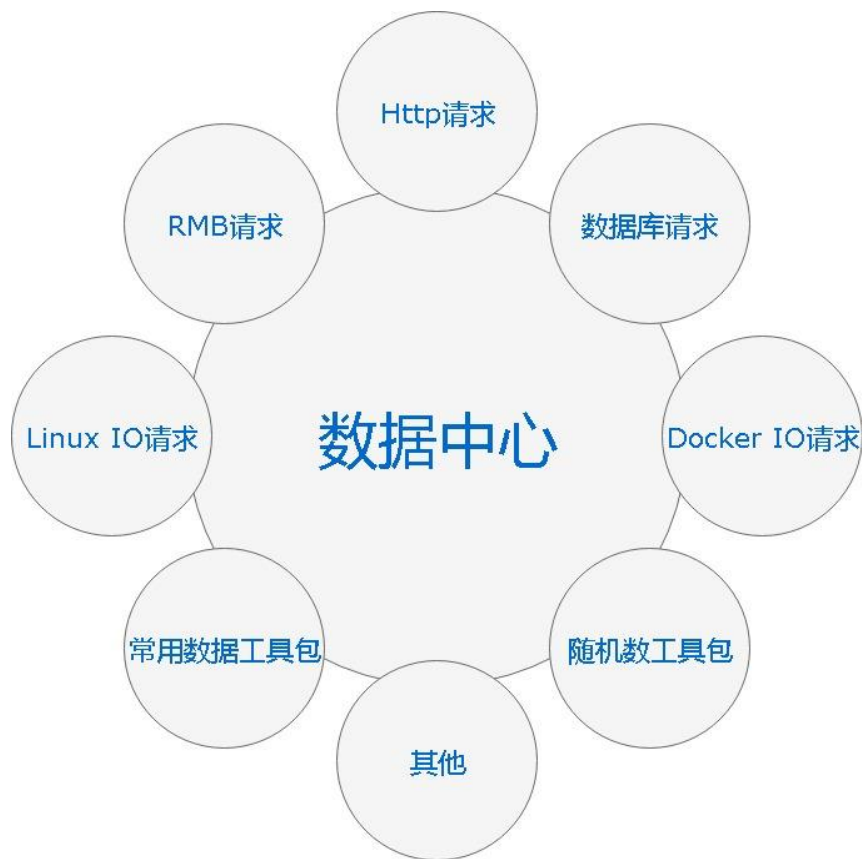 Http请求
RMB请求
数据库请求
Linux IO请求
数据中心
Docker IO请求
常用数据工具包
随机数工具包
其他